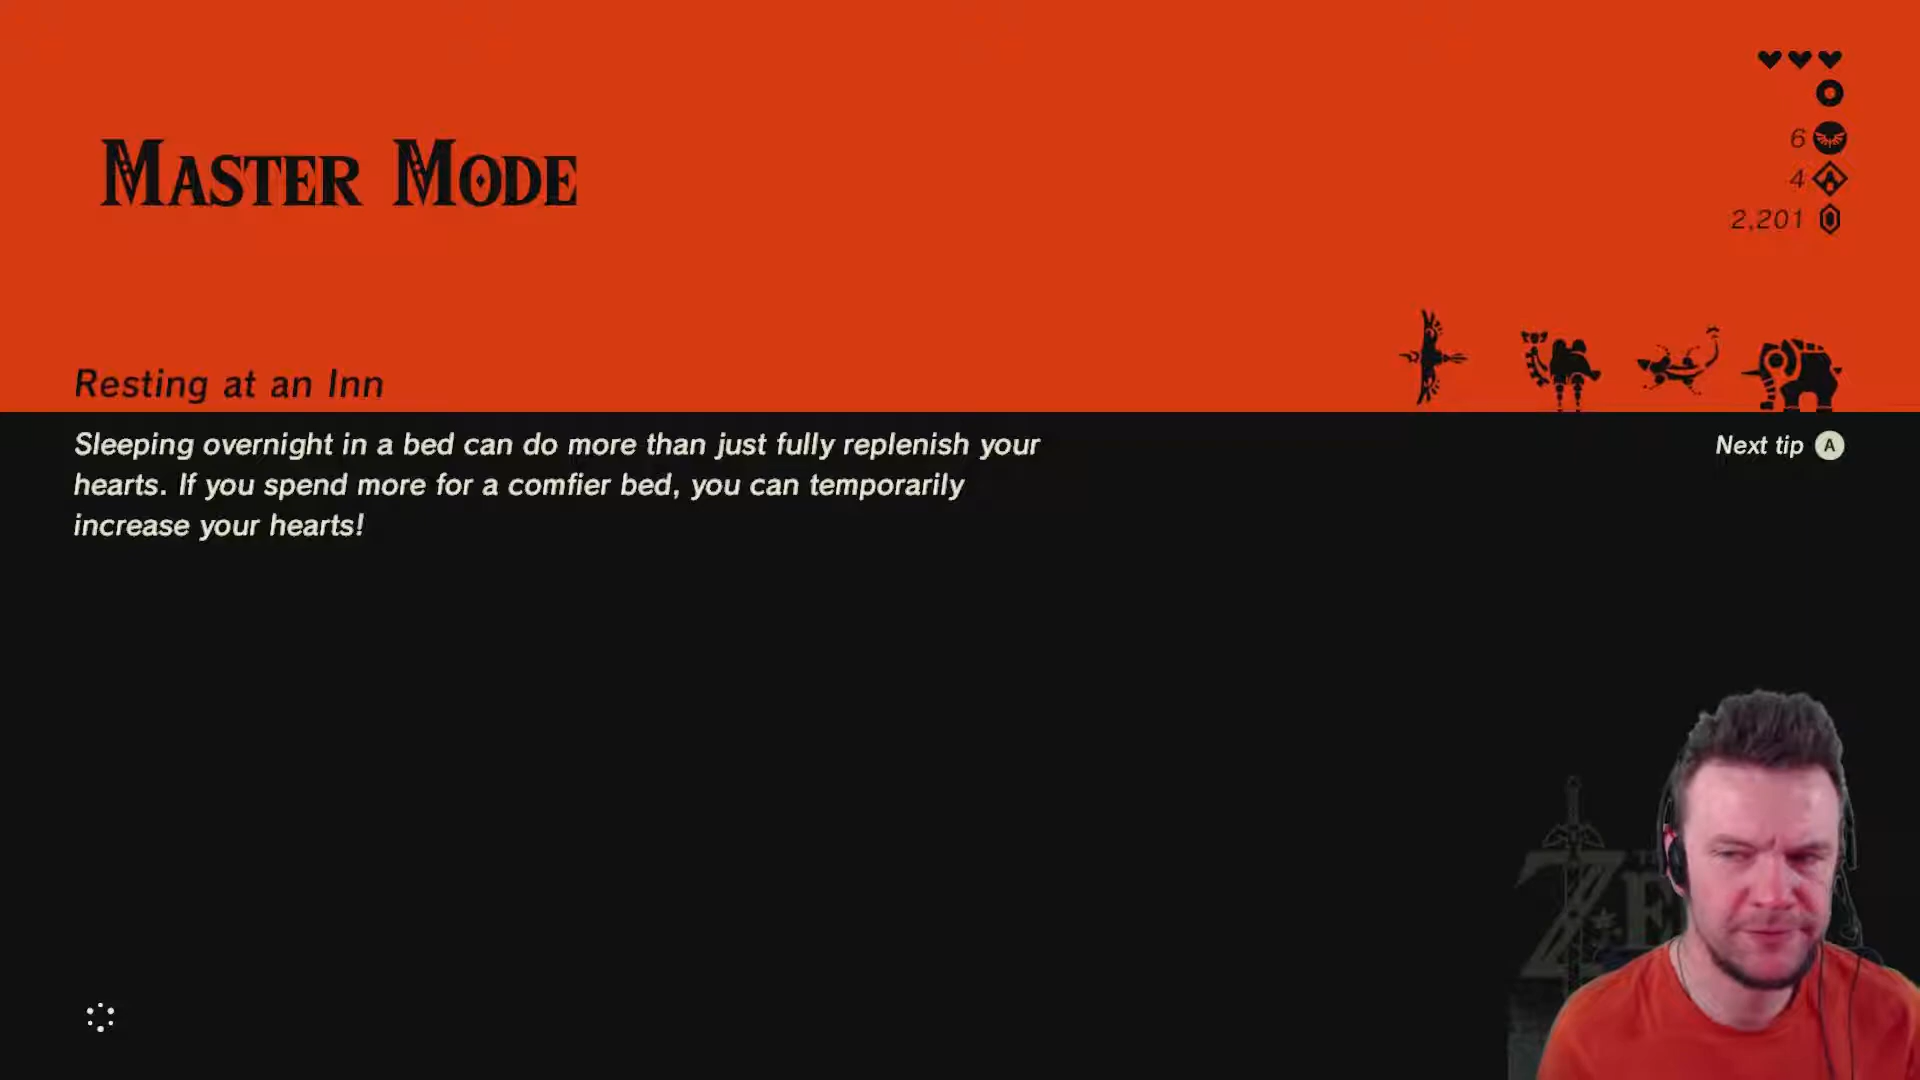 MASTER MODE
6
4
2,201
Resting at an Inn
Sleeping overnight in a bed can do more than just fully replenish your
hearts. If you spend more for a comfier bed, you can temporarily
increase your hearts!
Next tip A
ZE